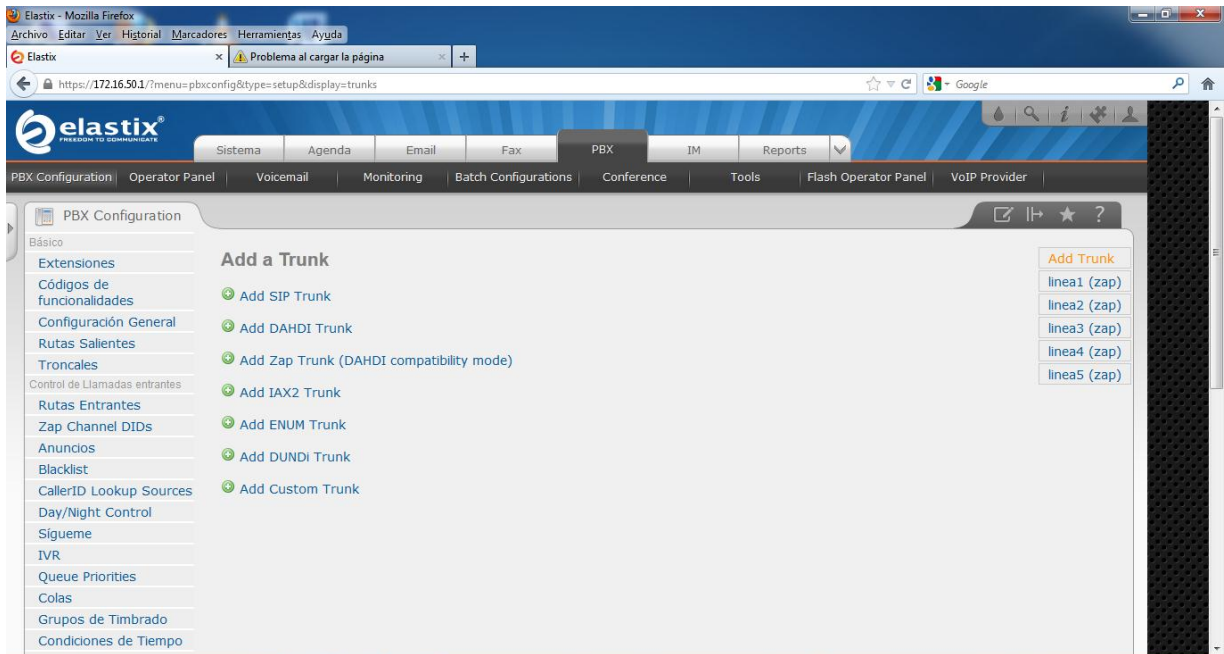 Elastix - Mozilla Firefox
Archivo Editar Ver Historial Marcadores Herramientas Ayuda
Elastix × Problema al cargar la página × +
https://172.16.50.1/?menu=pbxconfig&type=setup&display=trunks Google
elastix®
FREEDOM TO COMMUNICATE
Sistema Agenda Email Fax PBX IM Reports
PBX Configuration Operator Panel Voicemail Monitoring Batch Configurations Conference Tools Flash Operator Panel VoIP Provider
PBX Configuration
Básico
Extensiones
Códigos de
funcionalidades
Configuración General
Rutas Salientes
Troncales
Control de Llamadas entrantes
Rutas Entrantes
Zap Channel DIDs
Anuncios
Blacklist
CallerID Lookup Sources
Day/Night Control
Sígueme
IVR
Queue Priorities
Colas
Grupos de Timbrado
Condiciones de Tiempo
Add a Trunk
Add SIP Trunk
Add DAHDI Trunk
Add Zap Trunk (DAHDI compatibility mode)
Add IAX2 Trunk
Add ENUM Trunk
Add DUNDi Trunk
Add Custom Trunk
Add Trunk
linea1 (zap)
linea2 (zap)
linea3 (zap)
linea4 (zap)
linea5 (zap)